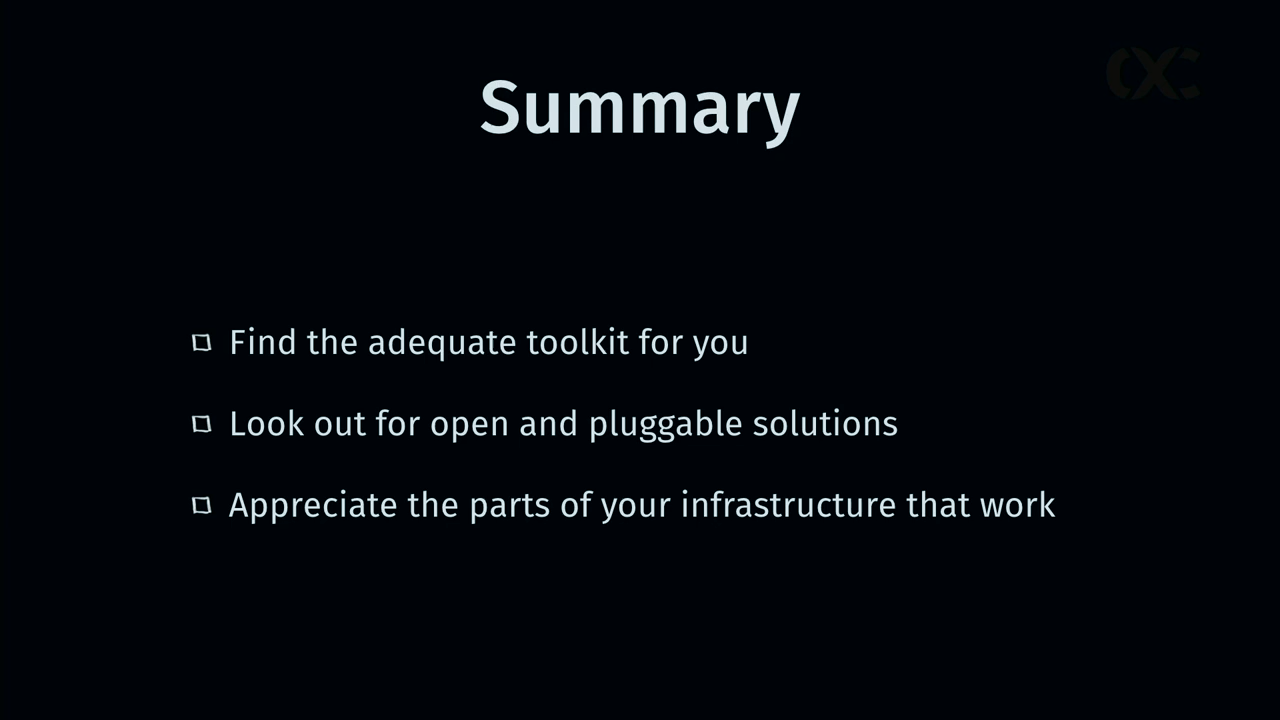 Summary
Find the adequate toolkit for you
Look out for open and pluggable solutions
Appreciate the parts of your infrastructure that work